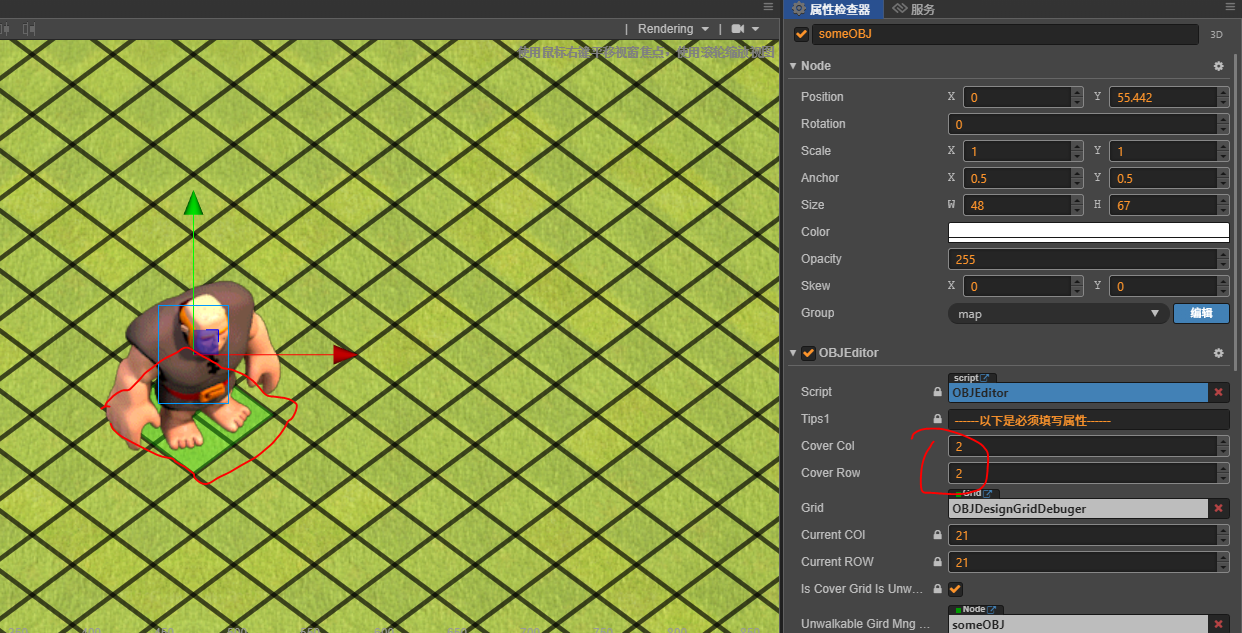 属性检查器 服务
| Rendering |
使用鼠标右键平移视窗焦点，使用滚轮缩放视图
someOBJ 3D
Node
Position X 0 Y 55.442
Rotation 0
Scale X 1 Y 1
Anchor X 0.5 Y 0.5
Size W 48 H 67
Color
Opacity 255
Skew X 0 Y 0
Group map 编辑
OBJEditor
script
Script OBJEditor
Tips1 ------以下是必须填写属性------
Cover Col 2
Cover Row 2
Grid
Grid OBJDesignGridDebuger
Current COl 21
Current ROW 21
Is Cover Grid Is Unw...
Node
Unwalkable Gird Mng ... someOBJ